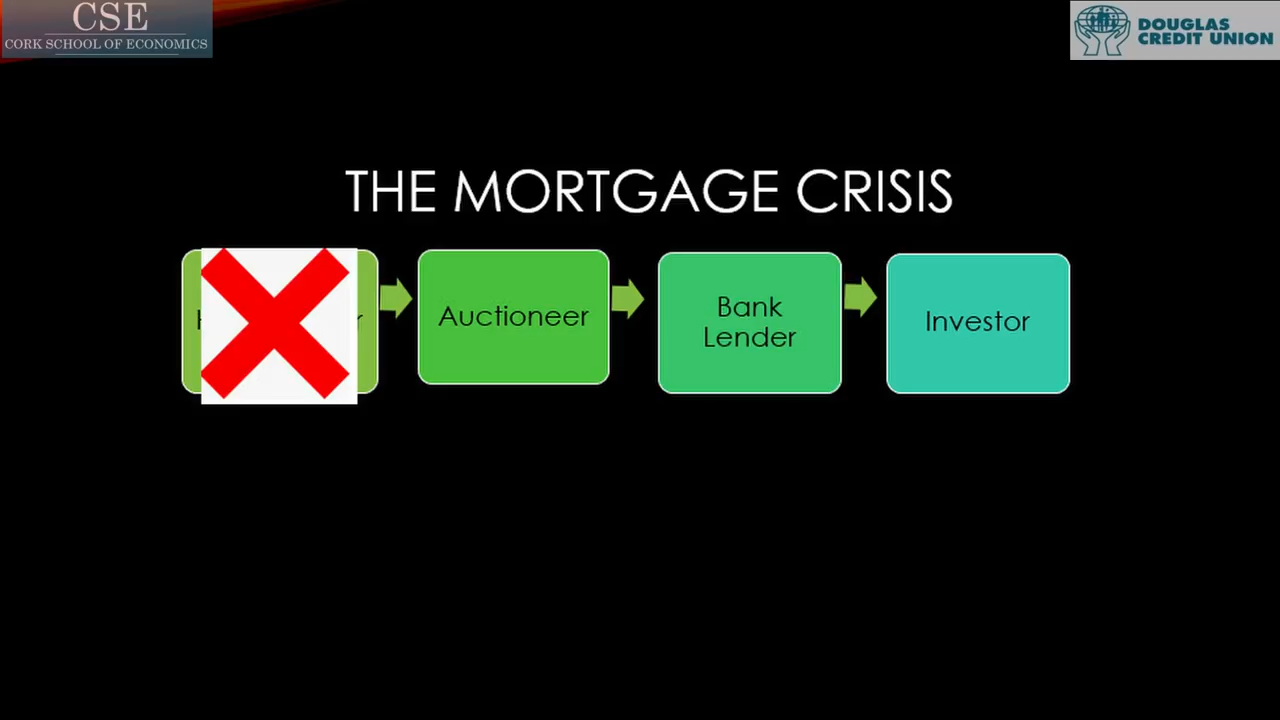 CSE
CORK SCHOOL OF ECONOMICS
DOUGLAS
CREDIT UNION
THE MORTGAGE CRISIS
Auctioneer
Bank
Lender
Investor